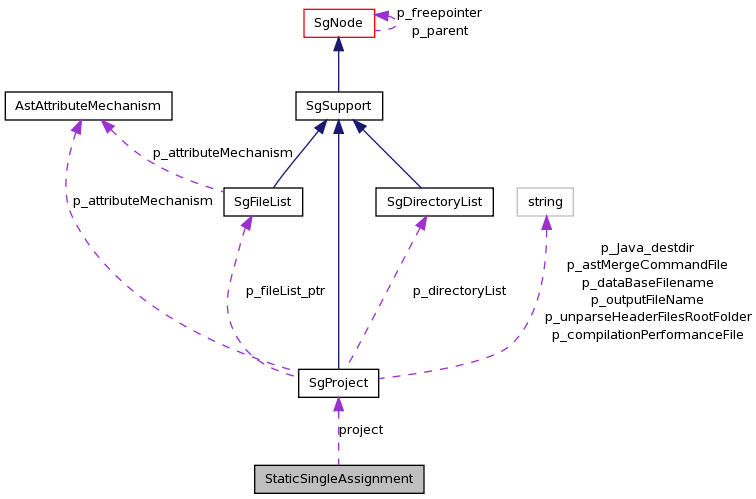 p_freepointer
p_parent
SgNode
AstAttributeMechanism
SgSupport
p_attributeMechanism
p_attributeMechanism
SgFileList
SgDirectoryList
string
p_Java_destdir
p_astMergeCommandFile
p_dataBaseFilename
p_outputFileName
p_unparseHeaderFilesRootFolder
p_compilationPerformanceFile
p_fileList_ptr
p_directoryList
SgProject
project
StaticSingleAssignment